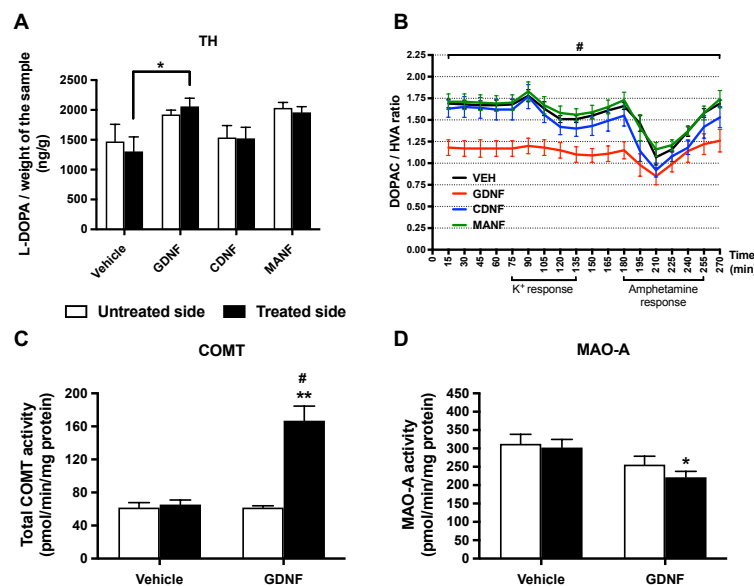 A
TH
L-DOPA / weight of the sample
(ng/g)
2500
2000
1500
1000
500
0
*
Vehicle
GDNF
CDNF
MANF
Untreated side
Treated side
B
#
DOPAC / HVA ratio
2.25
2.00
1.75
1.50
1.25
1.00
0.75
0.50
0.25
0.00
VEH
GDNF
CDNF
MANF
0 15 30 45 60 75 90 105 120 135 150 165 180 195 210 225 240 255 270
Time
(min)
K+ response
Amphetamine
response
C
COMT
Total COMT activity
(pmol/min/mg protein)
200
160
120
80
40
0
#
**
Vehicle
GDNF
D
MAO-A
MAO-A activity
(pmol/min/mg protein)
450
400
350
300
250
200
150
100
50
0
*
Vehicle
GDNF